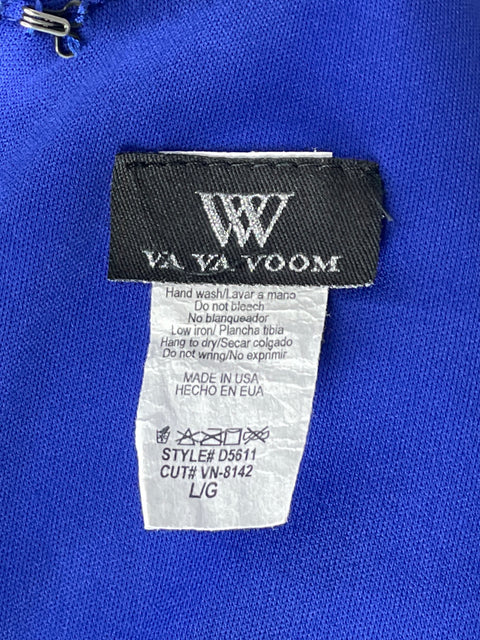 VA VA VOOM
Hand wash/Lavar a mano
Do not bleach
No blanqueador
Low iron/ Plancha tibia
Hang to dry/Secar colgado
Do not wring/No exprimir
MADE IN USA
HECHO EN EUA
STYLE# D5611
CUT# VN-8142
L/G